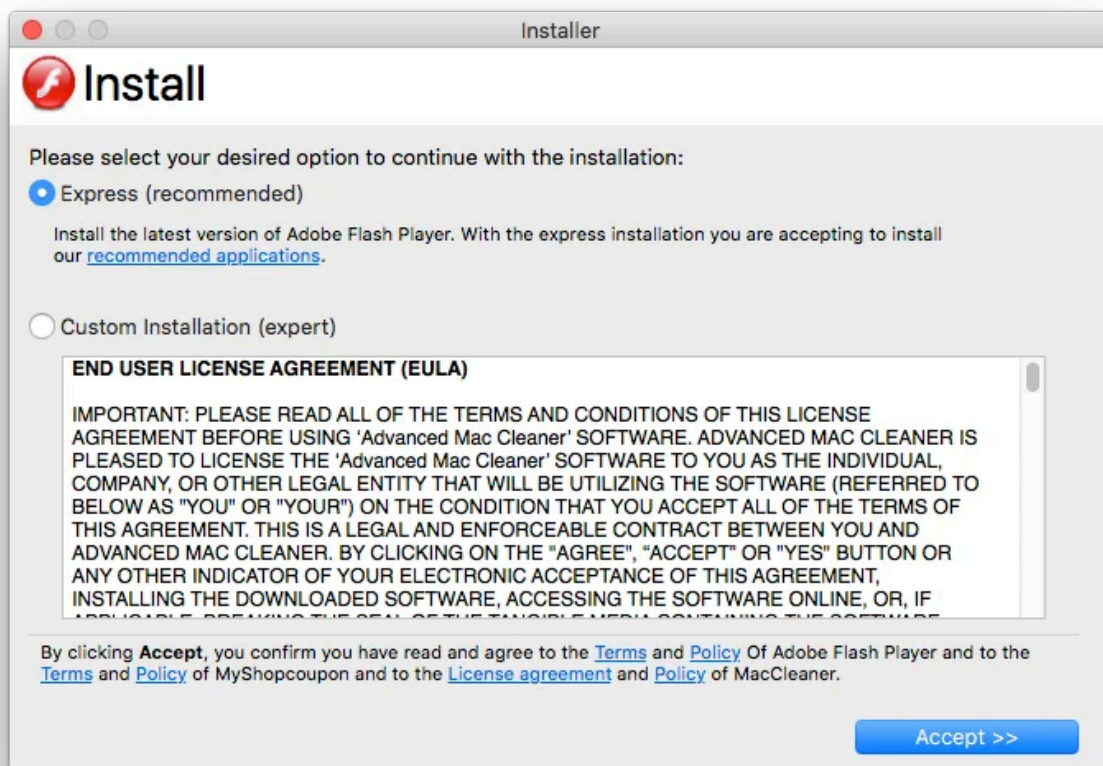 Installer
Install
Please select your desired option to continue with the installation:
Express (recommended)
Install the latest version of Adobe Flash Player. With the express installation you are accepting to install
our recommended applications.
Custom Installation (expert)
END USER LICENSE AGREEMENT (EULA)
IMPORTANT: PLEASE READ ALL OF THE TERMS AND CONDITIONS OF THIS LICENSE
AGREEMENT BEFORE USING ‘Advanced Mac Cleaner’ SOFTWARE. ADVANCED MAC CLEANER IS
PLEASED TO LICENSE THE ‘Advanced Mac Cleaner’ SOFTWARE TO YOU AS THE INDIVIDUAL,
COMPANY, OR OTHER LEGAL ENTITY THAT WILL BE UTILIZING THE SOFTWARE (REFERRED TO
BELOW AS "YOU" OR "YOUR") ON THE CONDITION THAT YOU ACCEPT ALL OF THE TERMS OF
THIS AGREEMENT. THIS IS A LEGAL AND ENFORCEABLE CONTRACT BETWEEN YOU AND
ADVANCED MAC CLEANER. BY CLICKING ON THE "AGREE", “ACCEPT” OR "YES" BUTTON OR
ANY OTHER INDICATOR OF YOUR ELECTRONIC ACCEPTANCE OF THIS AGREEMENT,
INSTALLING THE DOWNLOADED SOFTWARE, ACCESSING THE SOFTWARE ONLINE, OR, IF
By clicking Accept, you confirm you have read and agree to the Terms and Policy Of Adobe Flash Player and to the
Terms and Policy of MyShopcoupon and to the License agreement and Policy of MacCleaner.
Accept >>